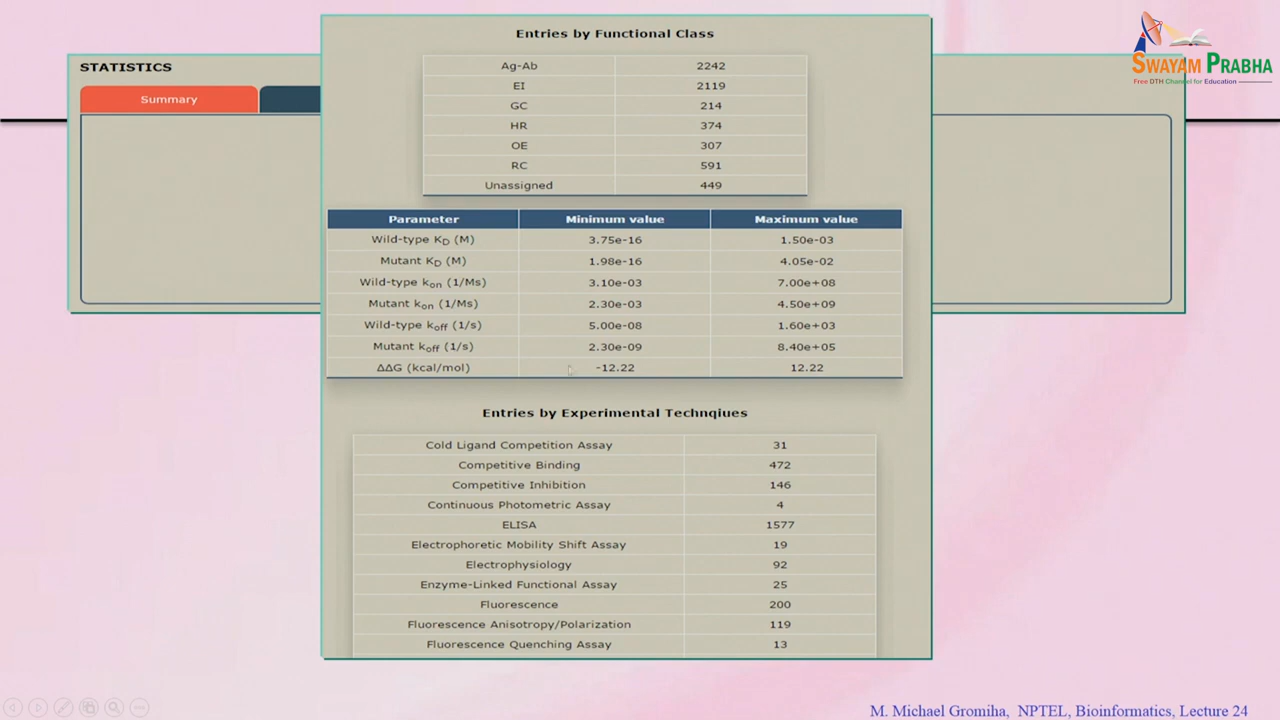 STATISTICS
Summary
Entries by Functional Class
Ag-Ab 2242
EI 2119
GC 214
HR 374
OE 307
RC 591
Unassigned 449
Parameter Minimum value Maximum value
Wild-type KD (M) 3.75e-16 1.50e-03
Mutant KD (M) 1.98e-16 4.05e-02
Wild-type kon (1/Ms) 3.10e-03 7.00e+08
Mutant kon (1/Ms) 2.30e-03 4.50e+09
Wild-type koff (1/s) 5.00e-08 1.60e+03
Mutant koff (1/s) 2.30e-09 8.40e+05
ΔΔG (kcal/mol) -12.22 12.22
Entries by Experimental Technqiues
Cold Ligand Competition Assay 31
Competitive Binding 472
Competitive Inhibition 146
Continuous Photometric Assay 4
ELISA 1577
Electrophoretic Mobility Shift Assay 19
Electrophysiology 92
Enzyme-Linked Functional Assay 25
Fluorescence 200
Fluorescence Anisotropy/Polarization 119
Fluorescence Quenching Assay 13
SWAYAM PRABHA
Free DTH Channel for Education
M. Michael Gromiha, NPTEL, Bioinformatics, Lecture 24